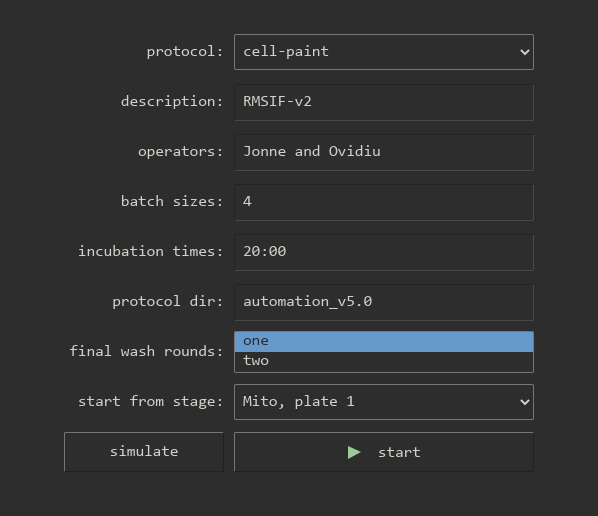 protocol: cell-paint
description: RMSIF-v2
operators: Jonne and Ovidiu
batch sizes: 4
incubation times: 20:00
protocol dir: automation_v5.0
final wash rounds: one
two
start from stage: Mito, plate 1
simulate start